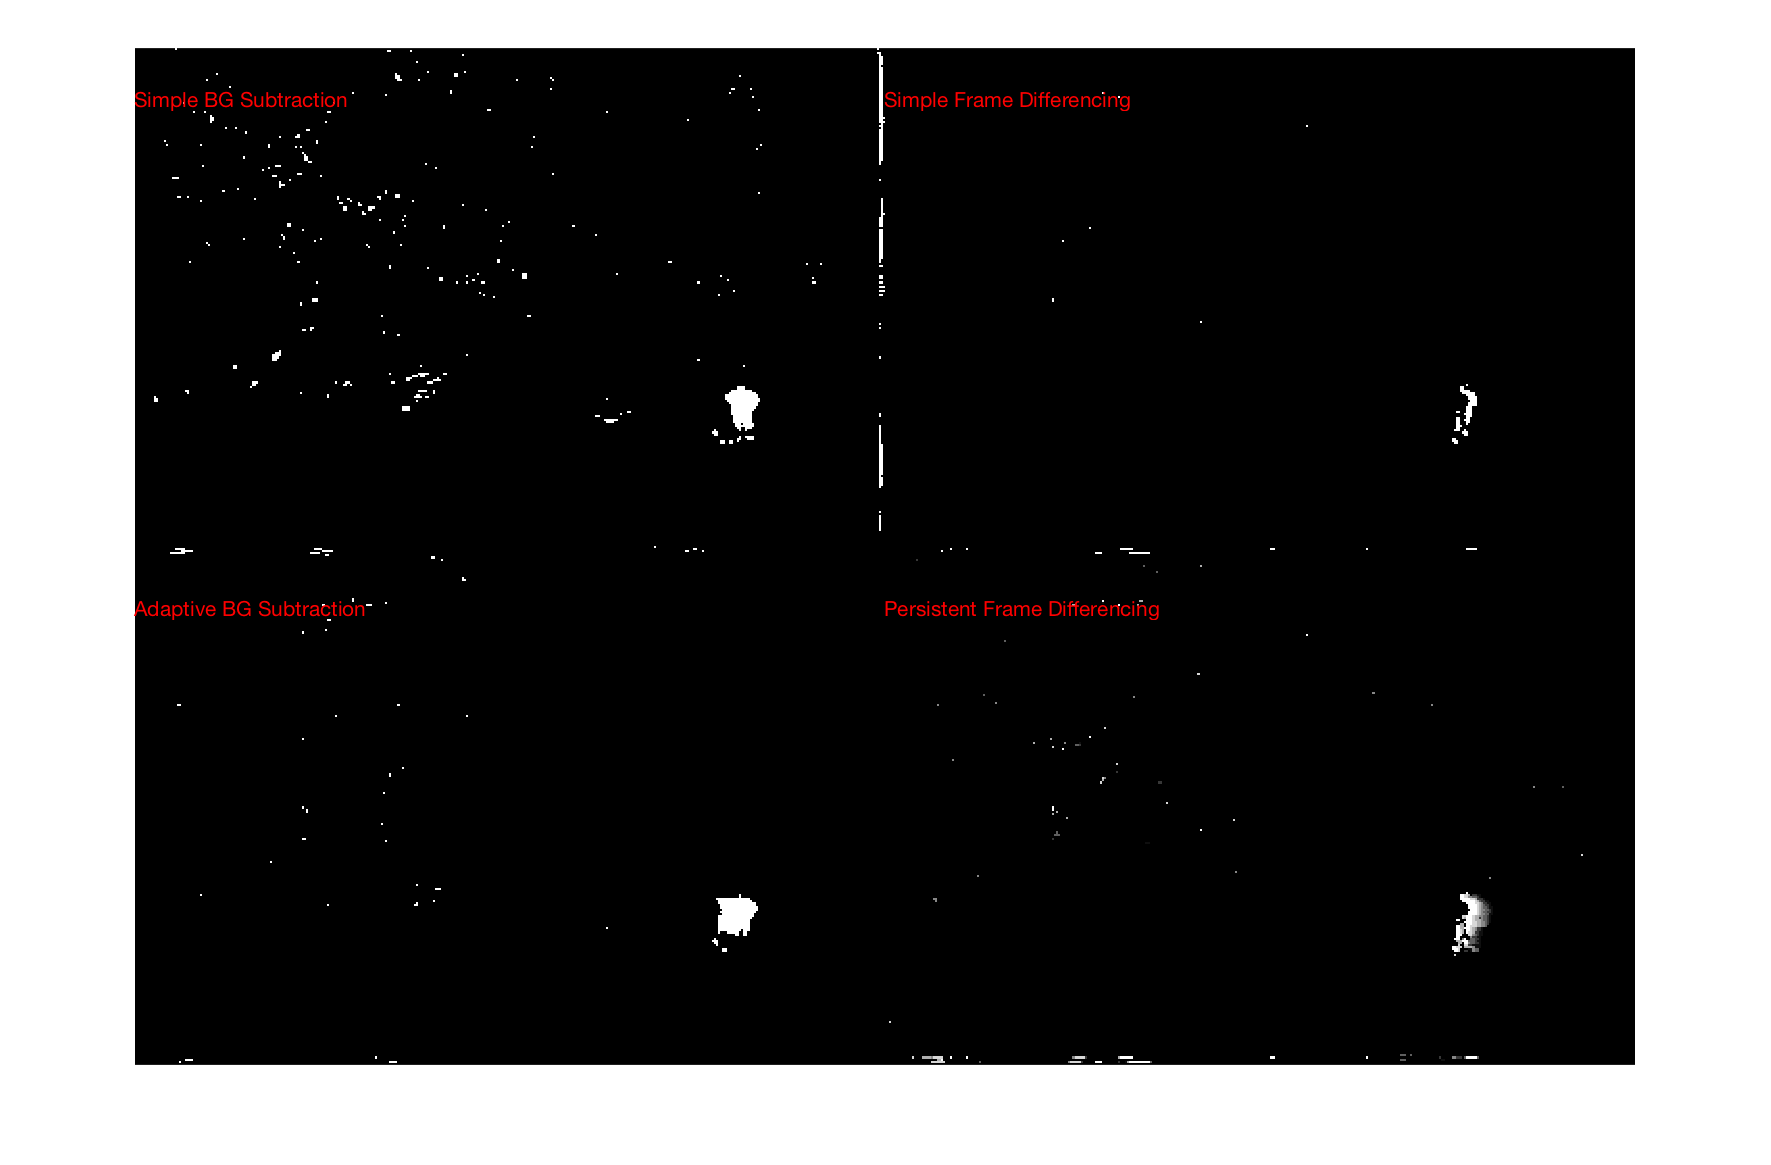 Simple BG Subtraction
Simple Frame Differencing
Adaptive BG Subtraction
Persistent Frame Differencing